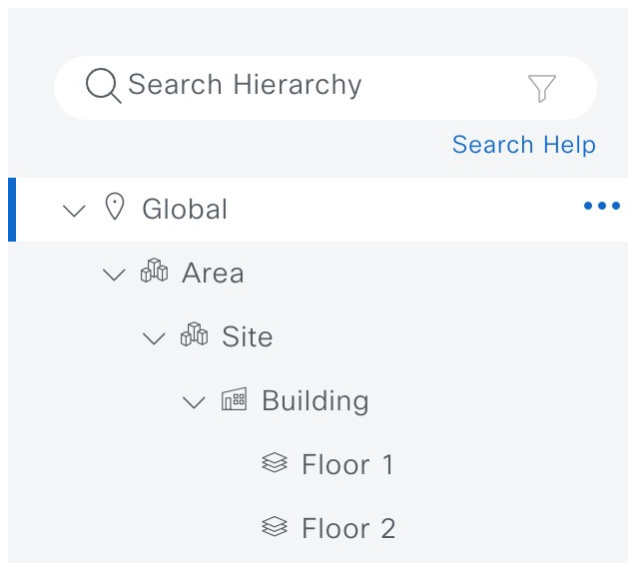 Search Hierarchy
Search Help
Global
Area
Site
Building
Floor 1
Floor 2